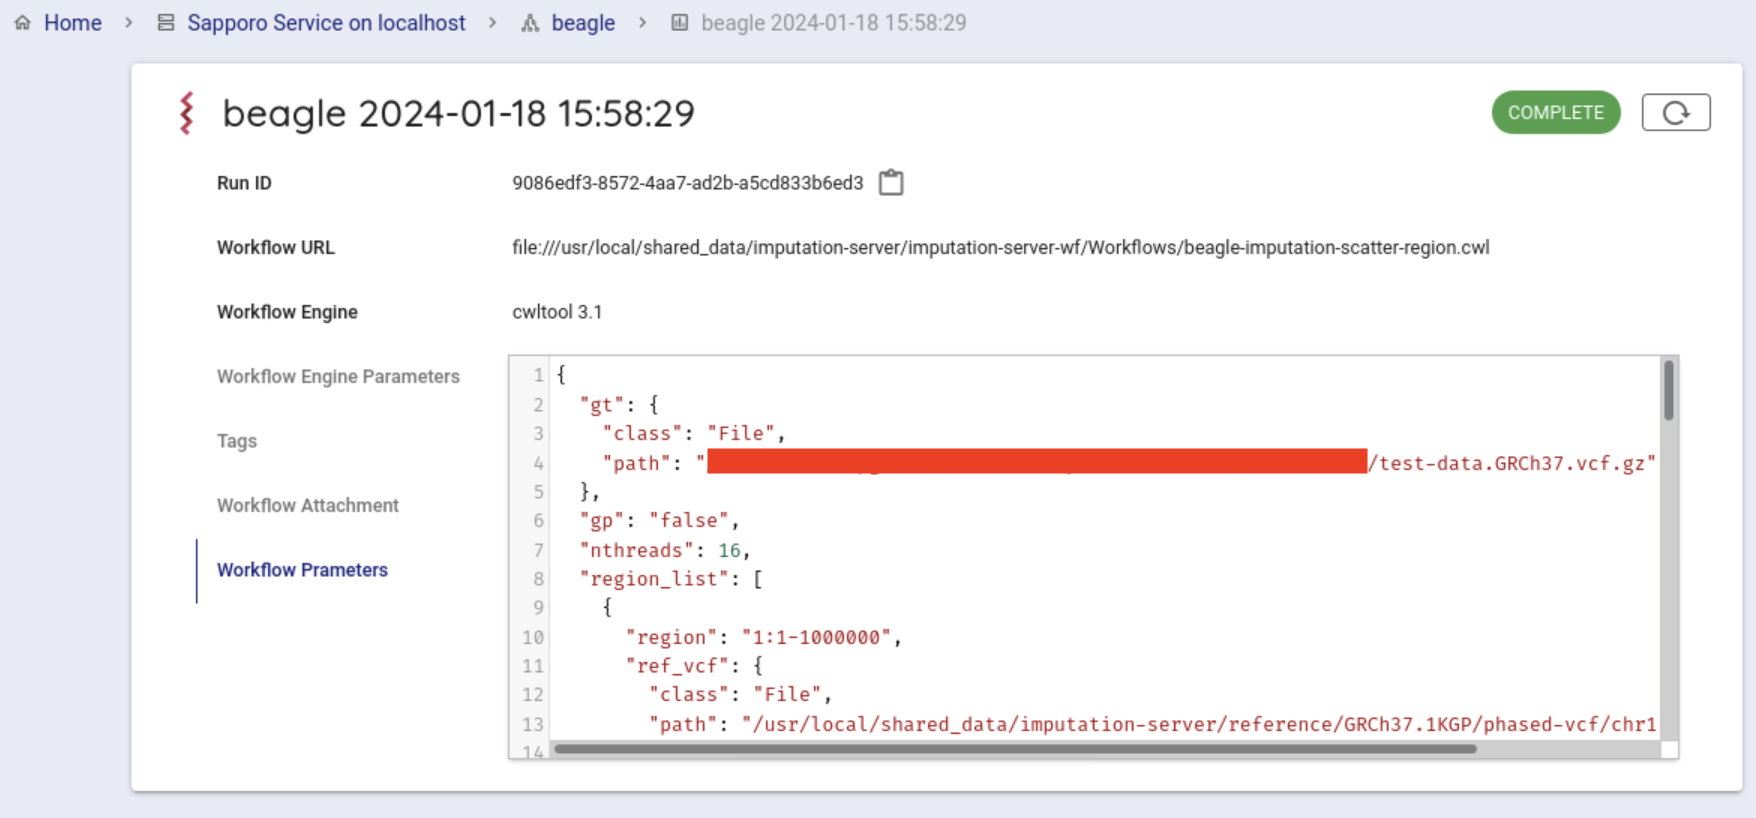 Home > Sapporo Service on localhost > beagle > beagle 2024-01-18 15:58:29
beagle 2024-01-18 15:58:29
COMPLETE
Run ID 9086edf3-8572-4aa7-ad2b-a5cd833b6ed3
Workflow URL file:///usr/local/shared_data/imputation-server/imputation-server-wf/Workflows/beagle-imputation-scatter-region.cwl
Workflow Engine cwltool 3.1
Workflow Engine Parameters
Tags
Workflow Attachment
Workflow Prameters
1 {
2 "gt": {
3 "class": "File",
4 "path": "/test-data.GRCh37.vcf.gz"
5 },
6 "gp": "false",
7 "nthreads": 16,
8 "region_list": [
9 {
10 "region": "1:1-1000000",
11 "ref_vcf": {
12 "class": "File",
13 "path": "/usr/local/shared_data/imputation-server/reference/GRCh37.1KGP/phased-vcf/chr1
14